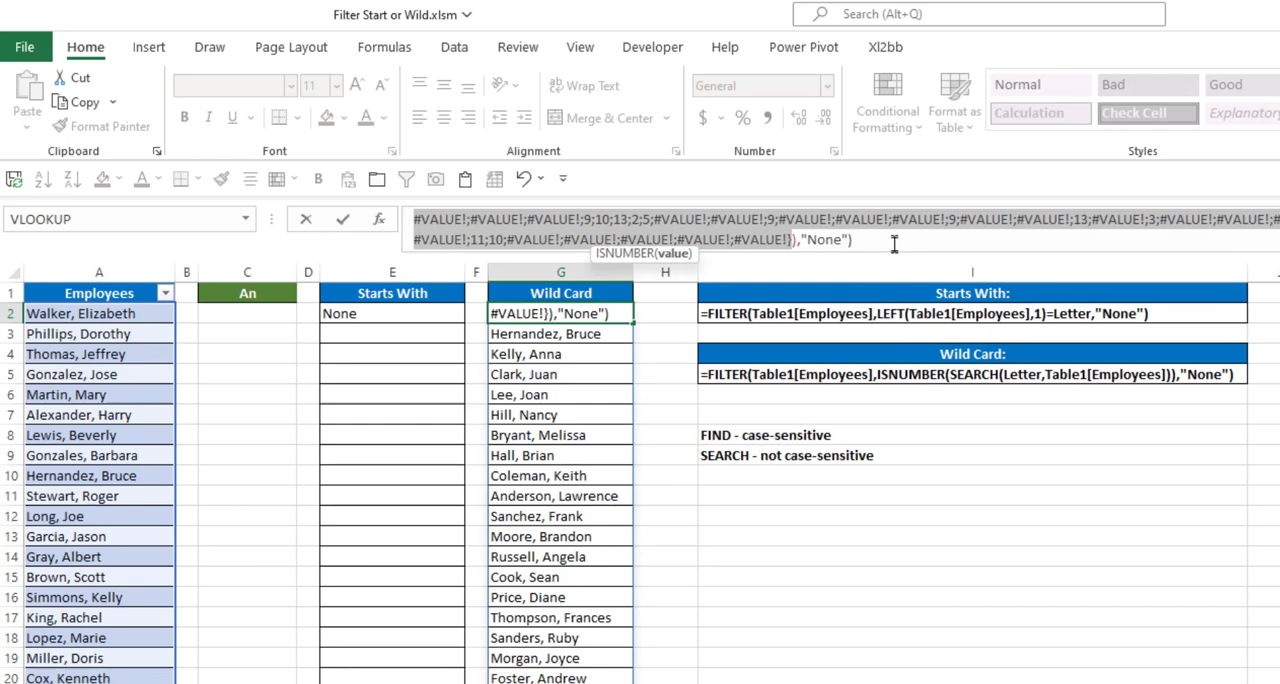 Filter Start or Wild.xlsm
Search (Alt+Q)
File Home Insert Draw Page Layout Formulas Data Review View Developer Help Power Pivot Xl2bb
Paste
Cut
Copy
Format Painter
Clipboard
11
B I U
Font
ab Wrap Text
Merge & Center
Alignment
General
$ % 9
Number
Conditional Formatting
Format as Table
Normal Bad Good
Calculation Check Cell Explanatory
Styles
VLOOKUP
fx
#VALUE!;#VALUE!;#VALUE!;9;10;13;2;5;#VALUE!;#VALUE!;9;#VALUE!;#VALUE!;#VALUE!;9;#VALUE!;#VALUE!;13;#VALUE!;3;#VALUE!;#VALUE!;#
#VALUE!;11;10;#VALUE!;#VALUE!;#VALUE!;#VALUE!;#VALUE!}),"None")
ISNUMBER(value)
A B C D E F G H I
1 Employees An Starts With Wild Card Starts With:
2 Walker, Elizabeth None #VALUE!}),"None") =FILTER(Table1[Employees],LEFT(Table1[Employees],1)=Letter,"None")
3 Phillips, Dorothy Hernandez, Bruce
4 Thomas, Jeffrey Kelly, Anna Wild Card:
5 Gonzalez, Jose Clark, Juan =FILTER(Table1[Employees],ISNUMBER(SEARCH(Letter,Table1[Employees])),"None")
6 Martin, Mary Lee, Joan
7 Alexander, Harry Hill, Nancy
8 Lewis, Beverly Bryant, Melissa FIND - case-sensitive
9 Gonzales, Barbara Hall, Brian SEARCH - not case-sensitive
10 Hernandez, Bruce Coleman, Keith
11 Stewart, Roger Anderson, Lawrence
12 Long, Joe Sanchez, Frank
13 Garcia, Jason Moore, Brandon
14 Gray, Albert Russell, Angela
15 Brown, Scott Cook, Sean
16 Simmons, Kelly Price, Diane
17 King, Rachel Thompson, Frances
18 Lopez, Marie Sanders, Ruby
19 Miller, Doris Morgan, Joyce
20 Cox, Kenneth Foster, Andrew